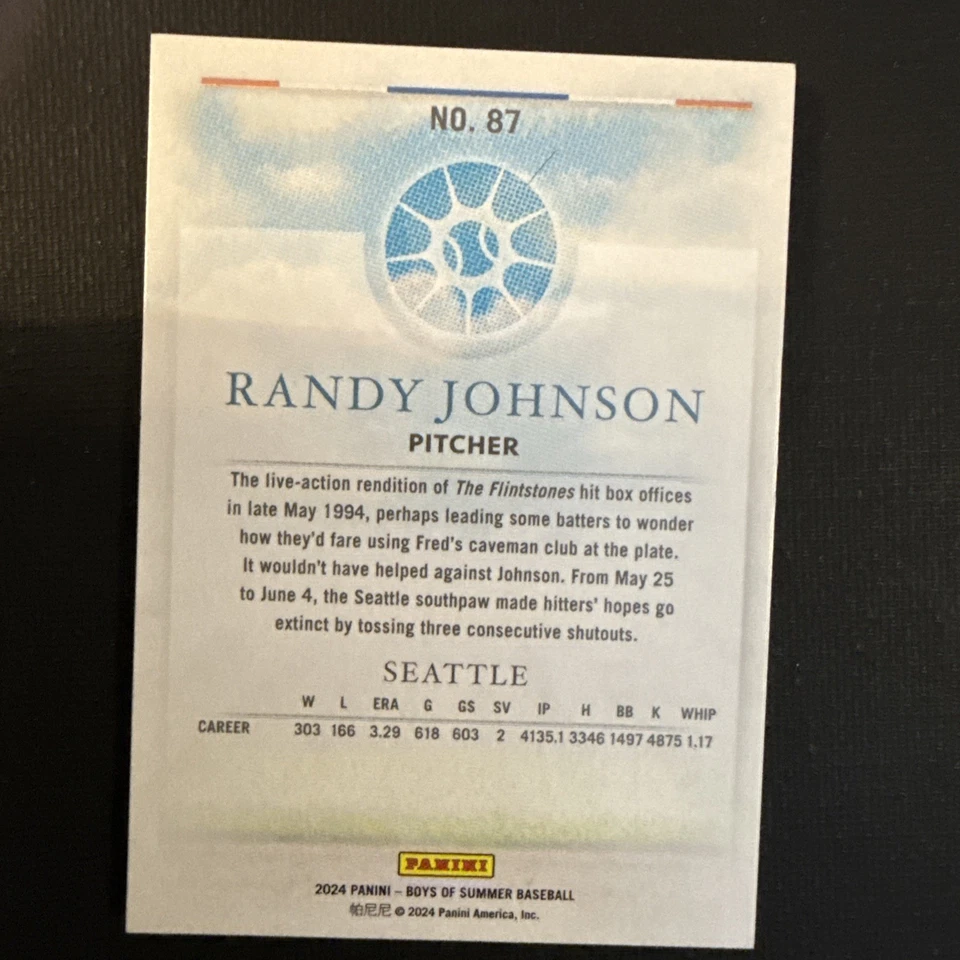 NO. 87
RANDY JOHNSON
PITCHER
The live-action rendition of The Flintstones hit box offices
in late May 1994, perhaps leading some batters to wonder
how they'd fare using Fred's caveman club at the plate.
It wouldn't have helped against Johnson. From May 25
to June 4, the Seattle southpaw made hitters' hopes go
extinct by tossing three consecutive shutouts.
SEATTLE
W L ERA G GS SV IP H BB K WHIP
CAREER 303 166 3.29 618 603 2 4135.1 3346 1497 4875 1.17
PANINI
2024 PANINI – BOYS OF SUMMER BASEBALL
帕尼尼 © 2024 Panini America, Inc.